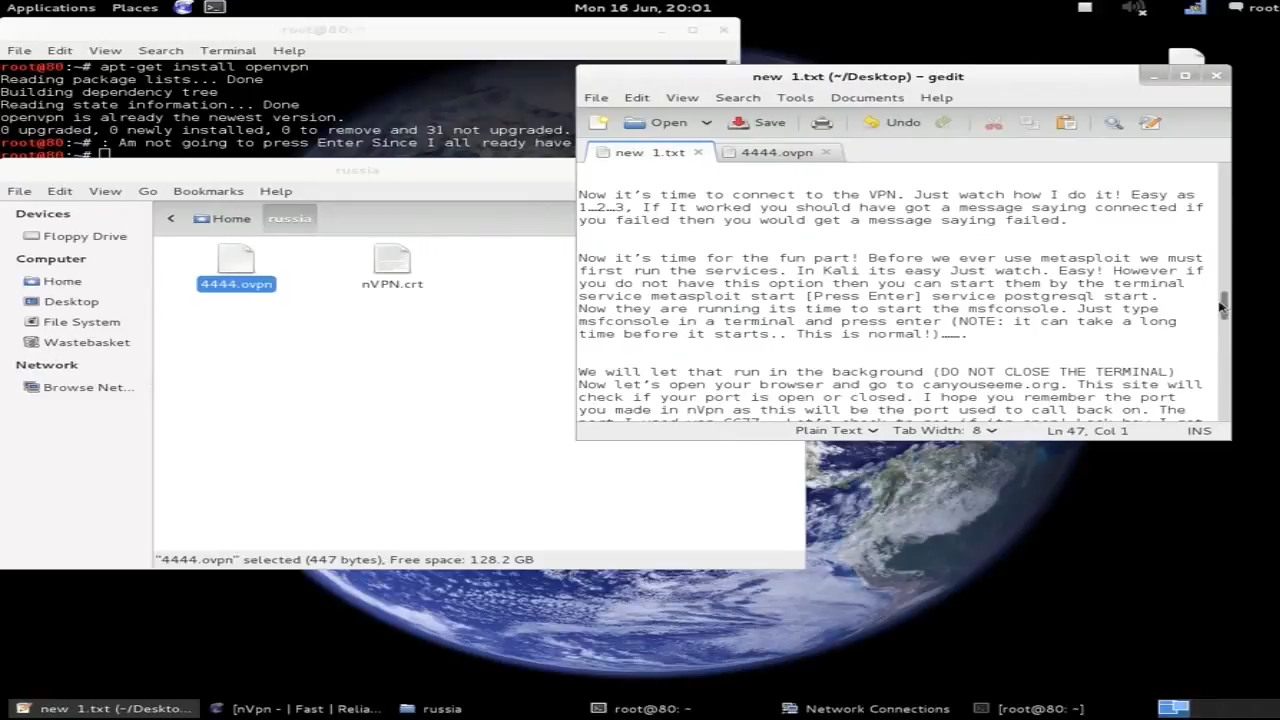 Applications Places Mon 16 Jun, 20:01 root
root@80: ~
File Edit View Search Terminal Help
root@80:~# apt-get install openvpn
Reading package lists... Done
Building dependency tree
Reading state information... Done
openvpn is already the newest version.
0 upgraded, 0 newly installed, 0 to remove and 31 not upgraded.
root@80:~# : Am not going to press Enter Since I all ready have
root@80:~#
russia
File Edit View Go Bookmarks Help
Devices
Floppy Drive
Computer
Home
Desktop
File System
Wastebasket
Network
Browse Net...
Home russia
4444.ovpn nVPN.crt
"4444.ovpn" selected (447 bytes), Free space: 128.2 GB
new 1.txt (~/Desktop) - gedit
File Edit View Search Tools Documents Help
Open Save Undo
new 1.txt 4444.ovpn
Now it's time to connect to the VPN. Just watch how I do it! Easy as
1…2…3, If It worked you should have got a message saying connected if
you failed then you would get a message saying failed.
Now it's time for the fun part! Before we ever use metasploit we must
first run the services. In Kali its easy Just watch. Easy! However if
you do not have this option then you can start them by the terminal
service metasploit start [Press Enter] service postgresql start.
Now they are running its time to start the msfconsole. Just type
msfconsole in a terminal and press enter (NOTE: it can take a long
time before it starts.. This is normal!)…….
We will let that run in the background (DO NOT CLOSE THE TERMINAL)
Now let's open your browser and go to canyouseeme.org. This site will
check if your port is open or closed. I hope you remember the port
you made in nVpn as this will be the port used to call back on. The
Plain Text Tab Width: 8 Ln 47, Col 1 INS
new 1.txt (~/Deskto... [nVpn - | Fast | Relia... russia root@80: ~ Network Connections [root@80: ~]